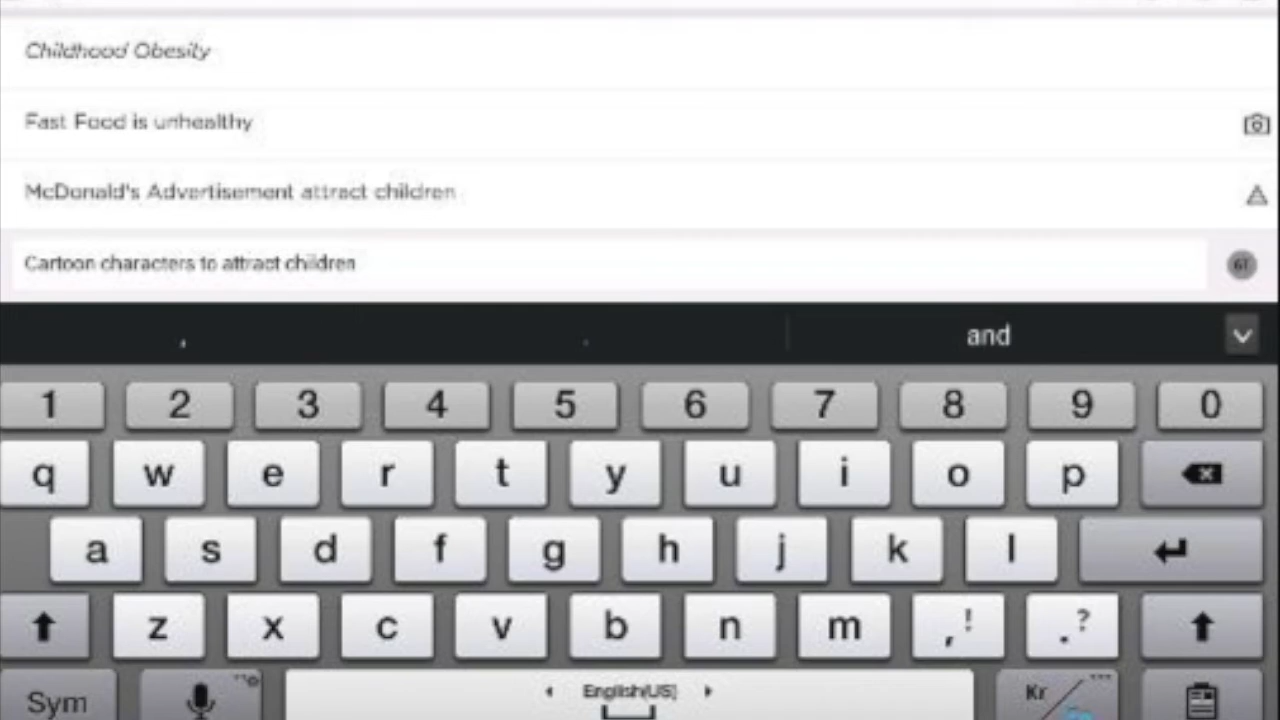 Childhood Obesity
Fast Food is unhealthy
McDonald's Advertisement attract children
Cartoon characters to attract children
, . and
1 2 3 4 5 6 7 8 9 0
q w e r t y u i o p
a s d f g h j k l
z x c v b n m , ! . ?
Sym English(US) Kr